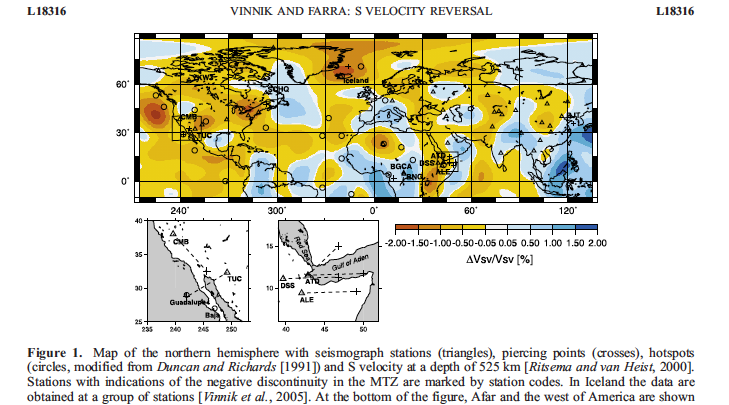 L18316 VINNIK AND FARRA: S VELOCITY REVERSAL L18316
Iceland
60°
CMB
TUC
30°
BGCA
ATD
DSS
ALE
BNG
0°
240° 300° 0° 60° 120°
-2.00 -1.50 -1.00 -0.50 -0.05 0.05 0.50 1.00 1.50 2.00
ΔVsv/Vsv [%]
40
CMB
35
TUC
30
Guadalupe
Baja
25
235 240 245 250
15
Red Sea
Gulf of Aden
ATD
DSS
10
ALE
40 45 50
Figure 1. Map of the northern hemisphere with seismograph stations (triangles), piercing points (crosses), hotspots
(circles, modified from Duncan and Richards [1991]) and S velocity at a depth of 525 km [Ritsema and van Heist, 2000].
Stations with indications of the negative discontinuity in the MTZ are marked by station codes. In Iceland the data are
obtained at a group of stations [Vinnik et al., 2005]. At the bottom of the figure, Afar and the west of America are shown